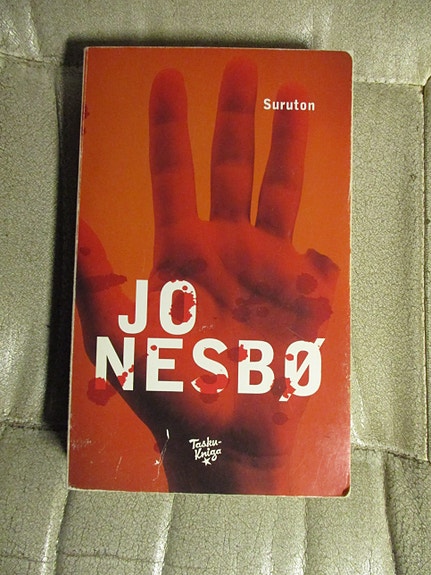 Suruton
JO
NESBØ
Tasku-
Kniga